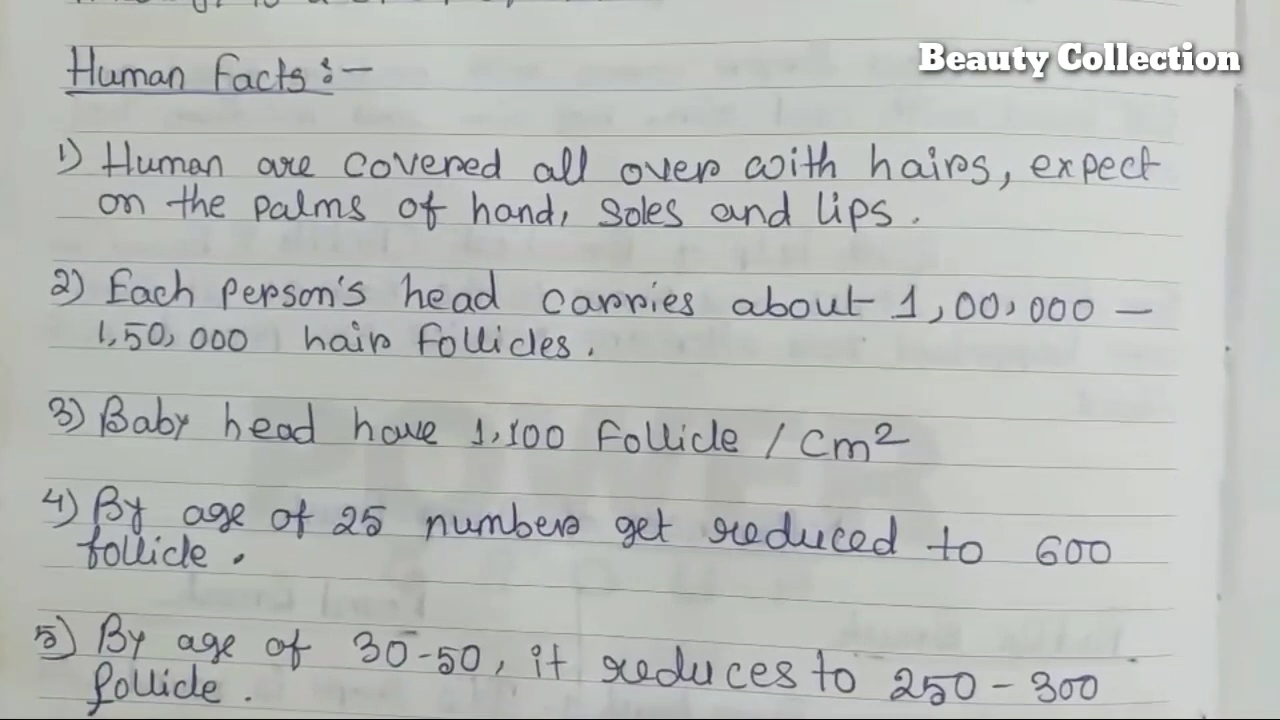 Beauty Collection
Human Facts :-
1) Human are covered all over with hairs, expect
on the palms of hand, soles and lips.
2) Each person's head carries about 1,00,000 -
1,50,000 hair follicles.
3) Baby head have 1,100 Follicle / cm²
4) By age of 25 numbers get reduced to 600
follicle.
5) By age of 30-50, it reduces to 250 - 300
follicle.